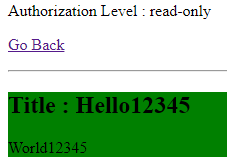 Authorization Level : read-only
Go Back
Title : Hello12345
World12345